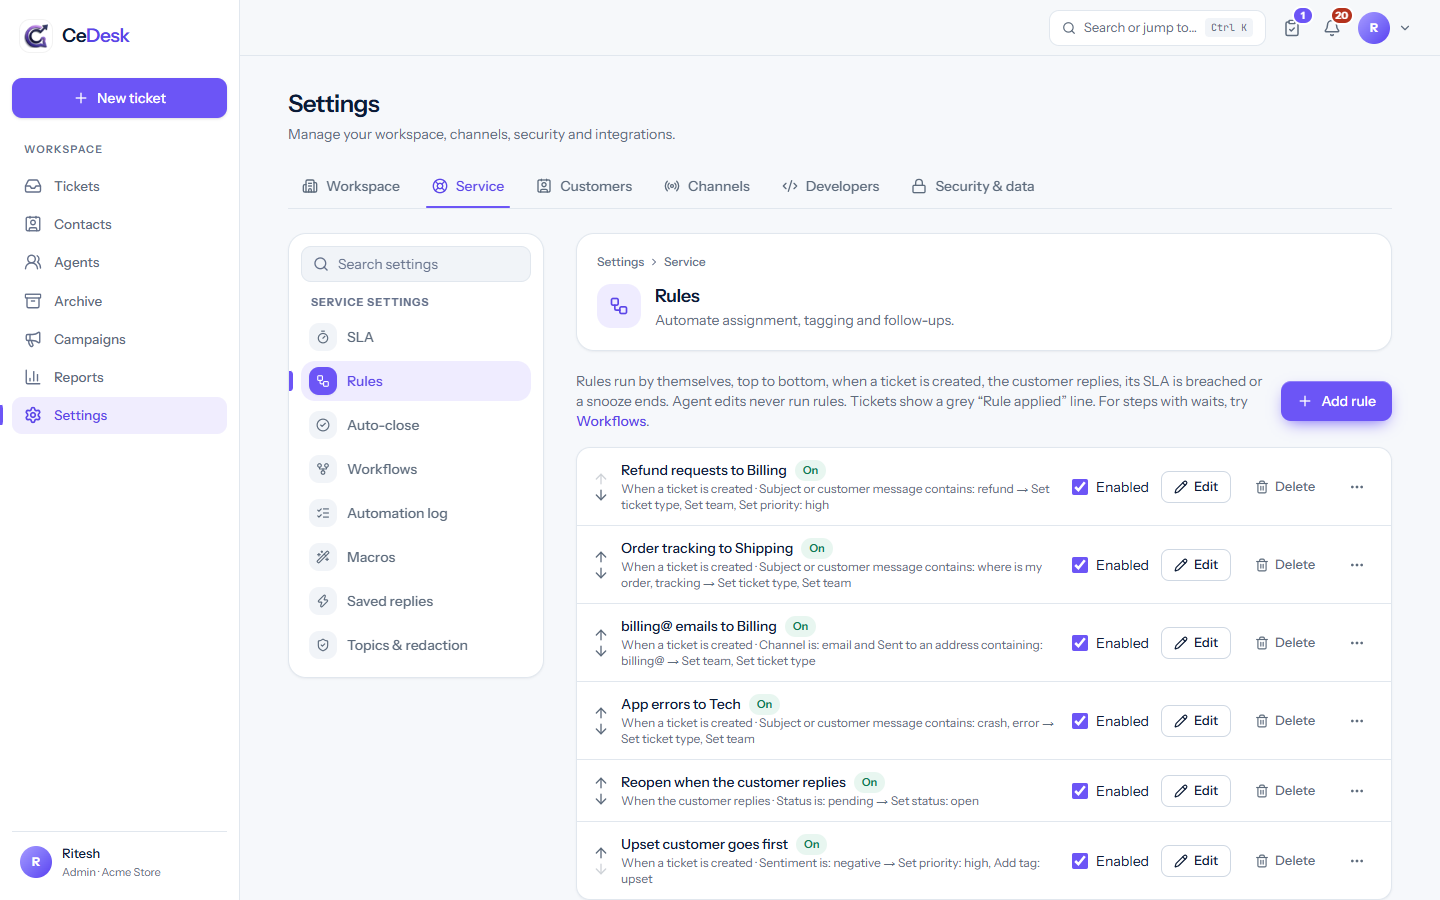 CeDesk
Search or jump to... Ctrl K
1
20
R
New ticket
WORKSPACE
Tickets
Contacts
Agents
Archive
Campaigns
Reports
Settings
R
Ritesh
Admin · Acme Store
Settings
Manage your workspace, channels, security and integrations.
Workspace Service Customers Channels Developers Security & data
Search settings
SERVICE SETTINGS
SLA
Rules
Auto-close
Workflows
Automation log
Macros
Saved replies
Topics & redaction
Settings > Service
Rules
Automate assignment, tagging and follow-ups.
Rules run by themselves, top to bottom, when a ticket is created, the customer replies, its SLA is breached or
a snooze ends. Agent edits never run rules. Tickets show a grey “Rule applied” line. For steps with waits, try
Workflows.
Add rule
Refund requests to Billing On
When a ticket is created · Subject or customer message contains: refund → Set
ticket type, Set team, Set priority: high
Enabled Edit Delete ...
Order tracking to Shipping On
When a ticket is created · Subject or customer message contains: where is my
order, tracking → Set ticket type, Set team
Enabled Edit Delete ...
billing@ emails to Billing On
When a ticket is created · Channel is: email and Sent to an address containing:
billing@ → Set team, Set ticket type
Enabled Edit Delete ...
App errors to Tech On
When a ticket is created · Subject or customer message contains: crash, error →
Set ticket type, Set team
Enabled Edit Delete ...
Reopen when the customer replies On
When the customer replies · Status is: pending → Set status: open
Enabled Edit Delete ...
Upset customer goes first On
When a ticket is created · Sentiment is: negative → Set priority: high, Add tag:
upset
Enabled Edit Delete ...